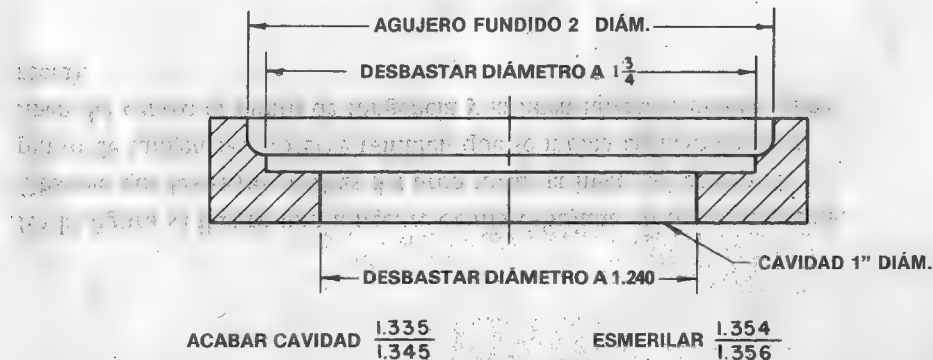 AGUJERO FUNDIDO 2 DIÁM.
DESBASTAR DIÁMETRO A 1 3/4
CAVIDAD 1" DIÁM.
DESBASTAR DIÁMETRO A 1.240
ACABAR CAVIDAD 1.335/1.345 ESMERILAR 1.354/1.356